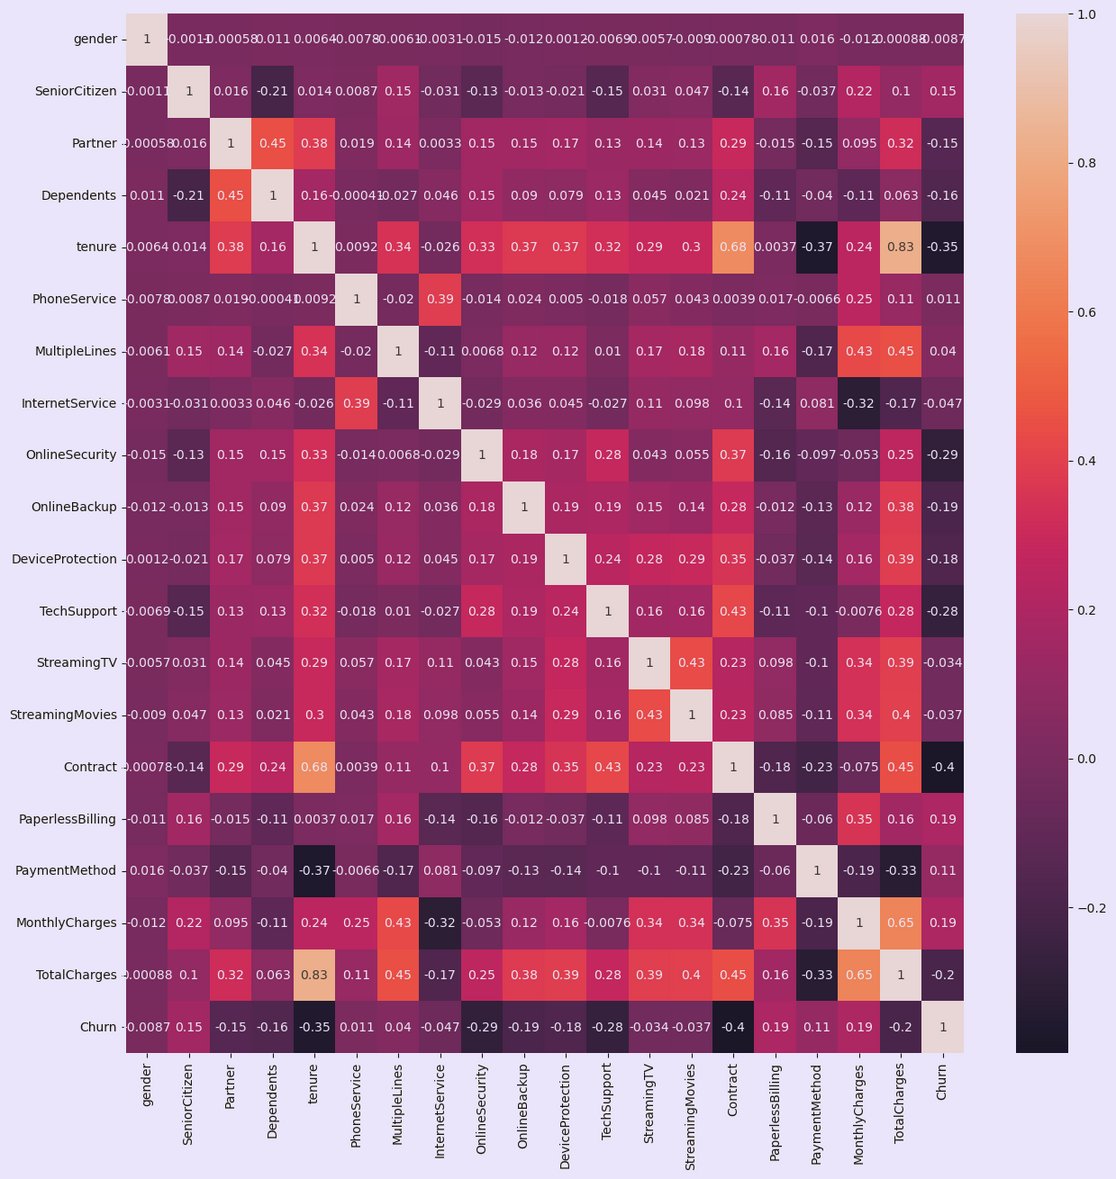 gender 1 -0.0011 0.011 0.0064 -0.0078 -0.0061 -0.0031 -0.015 -0.012 0.0012 -0.0069 -0.0057 -0.009 0.00078 -0.011 0.016 -0.012 0.00088 0.0087 1.0
SeniorCitizen -0.0011 1 0.016 -0.21 0.014 0.0087 0.15 -0.031 -0.13 -0.013 -0.021 -0.15 0.031 0.047 -0.14 0.16 -0.037 0.22 0.1 0.15
Partner 0.016 1 0.45 0.38 0.019 0.14 0.0033 0.15 0.15 0.17 0.13 0.14 0.13 0.29 -0.015 -0.15 0.095 0.32 -0.15
0.8
Dependents 0.011 -0.21 0.45 1 0.16 -0.00041 -0.027 0.046 0.15 0.09 0.079 0.13 0.045 0.021 0.24 -0.11 -0.04 -0.11 0.063 -0.16
tenure 0.0064 0.014 0.38 0.16 1 0.0092 0.34 -0.026 0.33 0.37 0.37 0.32 0.29 0.3 0.68 0.0037 -0.37 0.24 0.83 -0.35
PhoneService -0.0078 0.0087 0.019 -0.00041 0.0092 1 -0.02 0.39 -0.014 0.024 0.005 -0.018 0.057 0.043 0.0039 0.017 -0.0066 0.25 0.11 0.011
0.6
MultipleLines -0.0061 0.15 0.14 -0.027 0.34 -0.02 1 -0.11 0.0068 0.12 0.12 0.01 0.17 0.18 0.11 0.16 -0.17 0.43 0.45 0.04
InternetService -0.0031 -0.031 0.0033 0.046 -0.026 0.39 -0.11 1 -0.029 0.036 0.045 -0.027 0.11 0.098 0.1 -0.14 0.081 -0.32 -0.17 -0.047
OnlineSecurity -0.015 -0.13 0.15 0.15 0.33 -0.014 0.0068 -0.029 1 0.18 0.17 0.28 0.043 0.055 0.37 -0.16 -0.097 -0.053 0.25 -0.29
0.4
OnlineBackup -0.012 -0.013 0.15 0.09 0.37 0.024 0.12 0.036 0.18 1 0.19 0.19 0.15 0.14 0.28 -0.012 -0.13 0.12 0.38 -0.19
DeviceProtection 0.0012 -0.021 0.17 0.079 0.37 0.005 0.12 0.045 0.17 0.19 1 0.24 0.28 0.29 0.35 -0.037 -0.14 0.16 0.39 -0.18
TechSupport -0.0069 -0.15 0.13 0.13 0.32 -0.018 0.01 -0.027 0.28 0.19 0.24 1 0.16 0.16 0.43 -0.11 -0.1 -0.0076 0.28 -0.28
0.2
StreamingTV -0.0057 0.031 0.14 0.045 0.29 0.057 0.17 0.11 0.043 0.15 0.28 0.16 1 0.43 0.23 0.098 -0.1 0.34 0.39 -0.034
StreamingMovies -0.009 0.047 0.13 0.021 0.3 0.043 0.18 0.098 0.055 0.14 0.29 0.16 0.43 1 0.23 0.085 -0.11 0.34 0.4 -0.037
0.0
Contract 0.00078 -0.14 0.29 0.24 0.68 0.0039 0.11 0.1 0.37 0.28 0.35 0.43 0.23 0.23 1 -0.18 -0.23 -0.075 0.45 -0.4
PaperlessBilling -0.011 0.16 -0.015 -0.11 0.0037 0.017 0.16 -0.14 -0.16 -0.012 -0.037 -0.11 0.098 0.085 -0.18 1 -0.06 0.35 0.16 0.19
PaymentMethod 0.016 -0.037 -0.15 -0.04 -0.37 -0.0066 -0.17 0.081 -0.097 -0.13 -0.14 -0.1 -0.1 -0.11 -0.23 -0.06 1 -0.19 -0.33 0.11
−0.2
MonthlyCharges -0.012 0.22 0.095 -0.11 0.24 0.25 0.43 -0.32 -0.053 0.12 0.16 -0.0076 0.34 0.34 -0.075 0.35 -0.19 1 0.65 0.19
TotalCharges 0.00088 0.1 0.32 0.063 0.83 0.11 0.45 -0.17 0.25 0.38 0.39 0.28 0.39 0.4 0.45 0.16 -0.33 0.65 1 -0.2
Churn -0.0087 0.15 -0.15 -0.16 -0.35 0.011 0.04 -0.047 -0.29 -0.19 -0.18 -0.28 -0.034 -0.037 -0.4 0.19 0.11 0.19 -0.2 1
gender
SeniorCitizen
Partner
Dependents
tenure
PhoneService
MultipleLines
InternetService
OnlineSecurity
OnlineBackup
DeviceProtection
TechSupport
StreamingTV
StreamingMovies
Contract
PaperlessBilling
PaymentMethod
MonthlyCharges
TotalCharges
Churn